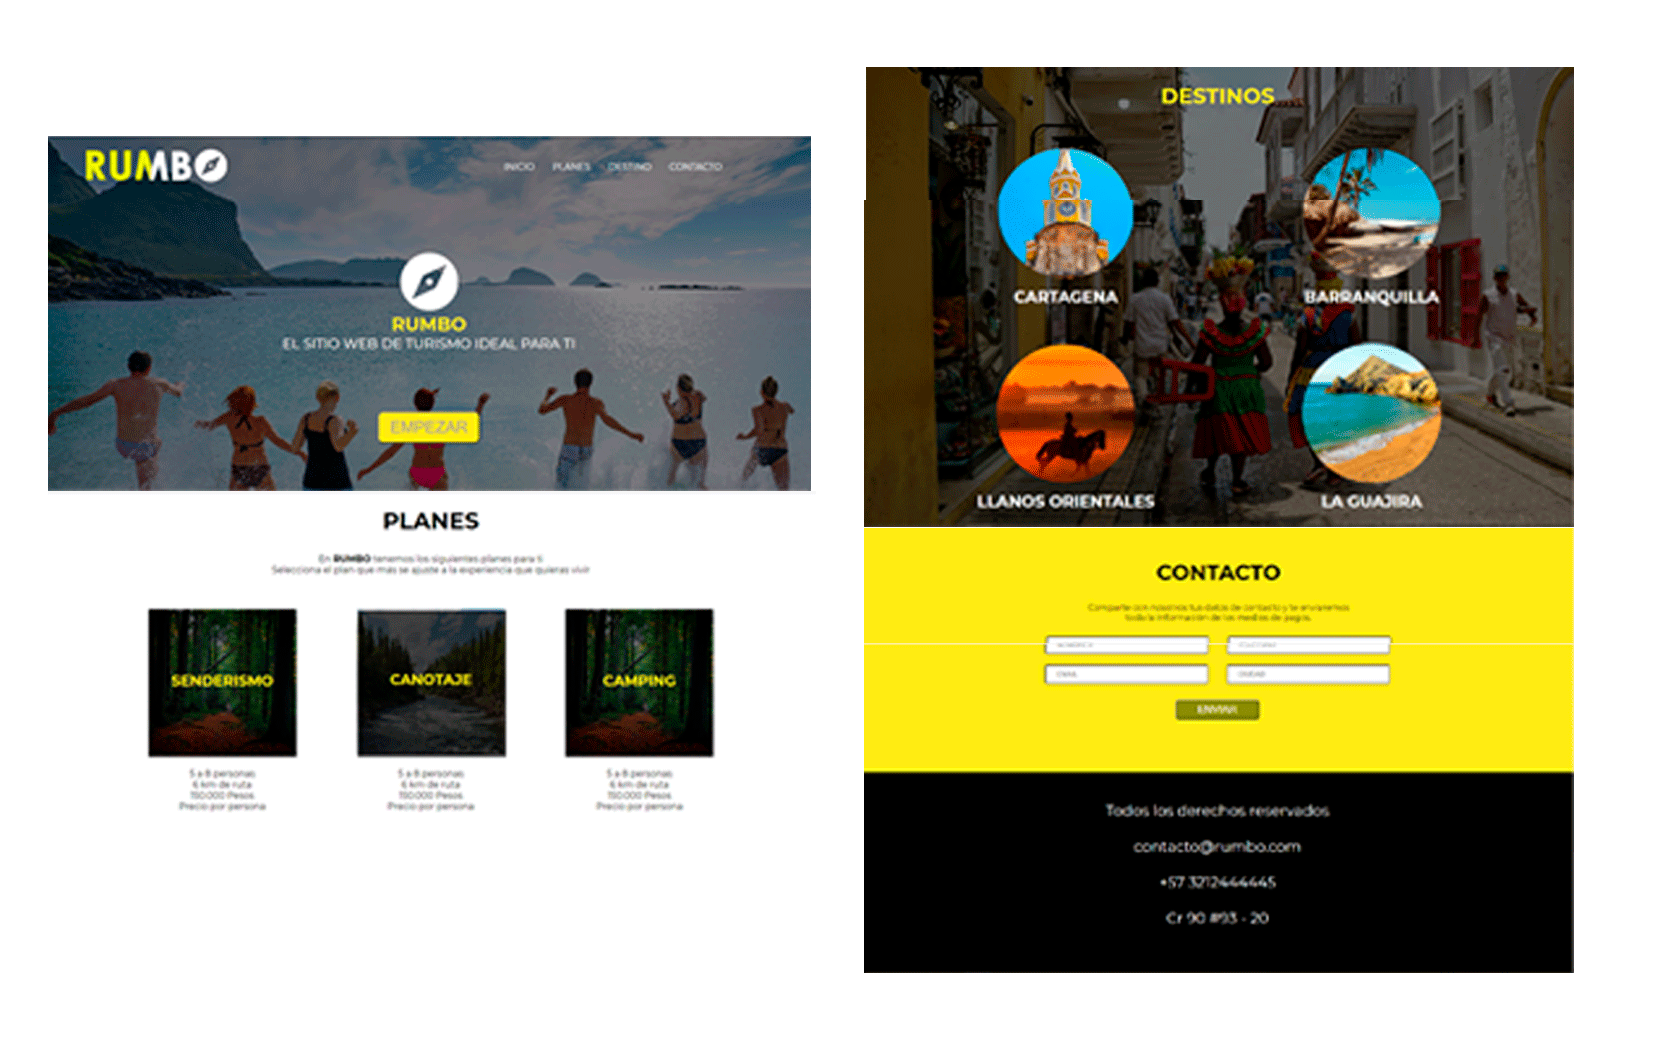 RUMBO
INICIO PLANES DESTINO CONTACTO
RUMBO
EL SITIO WEB DE TURISMO IDEAL PARA TI
EMPEZAR
PLANES
En RUMBO tenemos los siguientes planes para ti
Selecciona el plan que mas se ajuste a la experiencia que quieras vivir
SENDERISMO
5 a 8 personas
6 km de ruta
150.000 Pesos
Precio por persona
CANOTAJE
5 a 8 personas
6 km de ruta
150.000 Pesos
Precio por persona
CAMPING
5 a 8 personas
6 km de ruta
150.000 Pesos
Precio por persona
DESTINOS
CARTAGENA
BARRANQUILLA
LLANOS ORIENTALES
LA GUAJIRA
CONTACTO
Comparte con nosotros tus datos de contacto y te enviaremos
toda la información de los medios de pagos.
EMAIL
CIUDAD
ENVIAR
Todos los derechos reservados
contacto@rumbo.com
+57 3212444445
Cr 90 #93 - 20